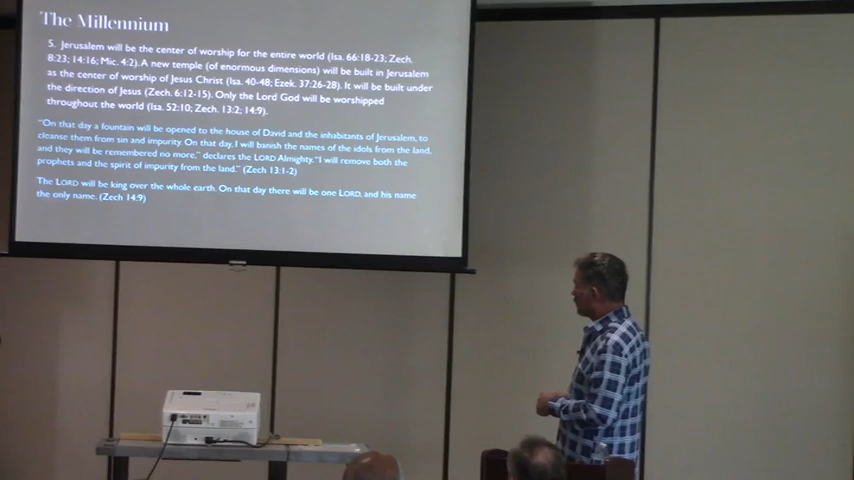 The Millennium
5. Jerusalem will be the center of worship for the entire world (Isa. 66:18-23; Zech.
8:23; 14:16; Mic. 4:2). A new temple (of enormous dimensions) will be built in Jerusalem
as the center of worship of Jesus Christ (Isa. 40-48; Ezek. 37:26-28). It will be built under
the direction of Jesus (Zech. 6:12-15). Only the Lord God will be worshipped
throughout the world (Isa. 52:10; Zech. 13:2; 14:9).
"On that day a fountain will be opened to the house of David and the inhabitants of Jerusalem, to
cleanse them from sin and impurity. On that day, I will banish the names of the idols from the land,
and they will be remembered no more," declares the LORD Almighty. "I will remove both the
prophets and the spirit of impurity from the land." (Zech 13:1-2)
The LORD will be king over the whole earth. On that day there will be one LORD, and his name
the only name. (Zech 14:9)